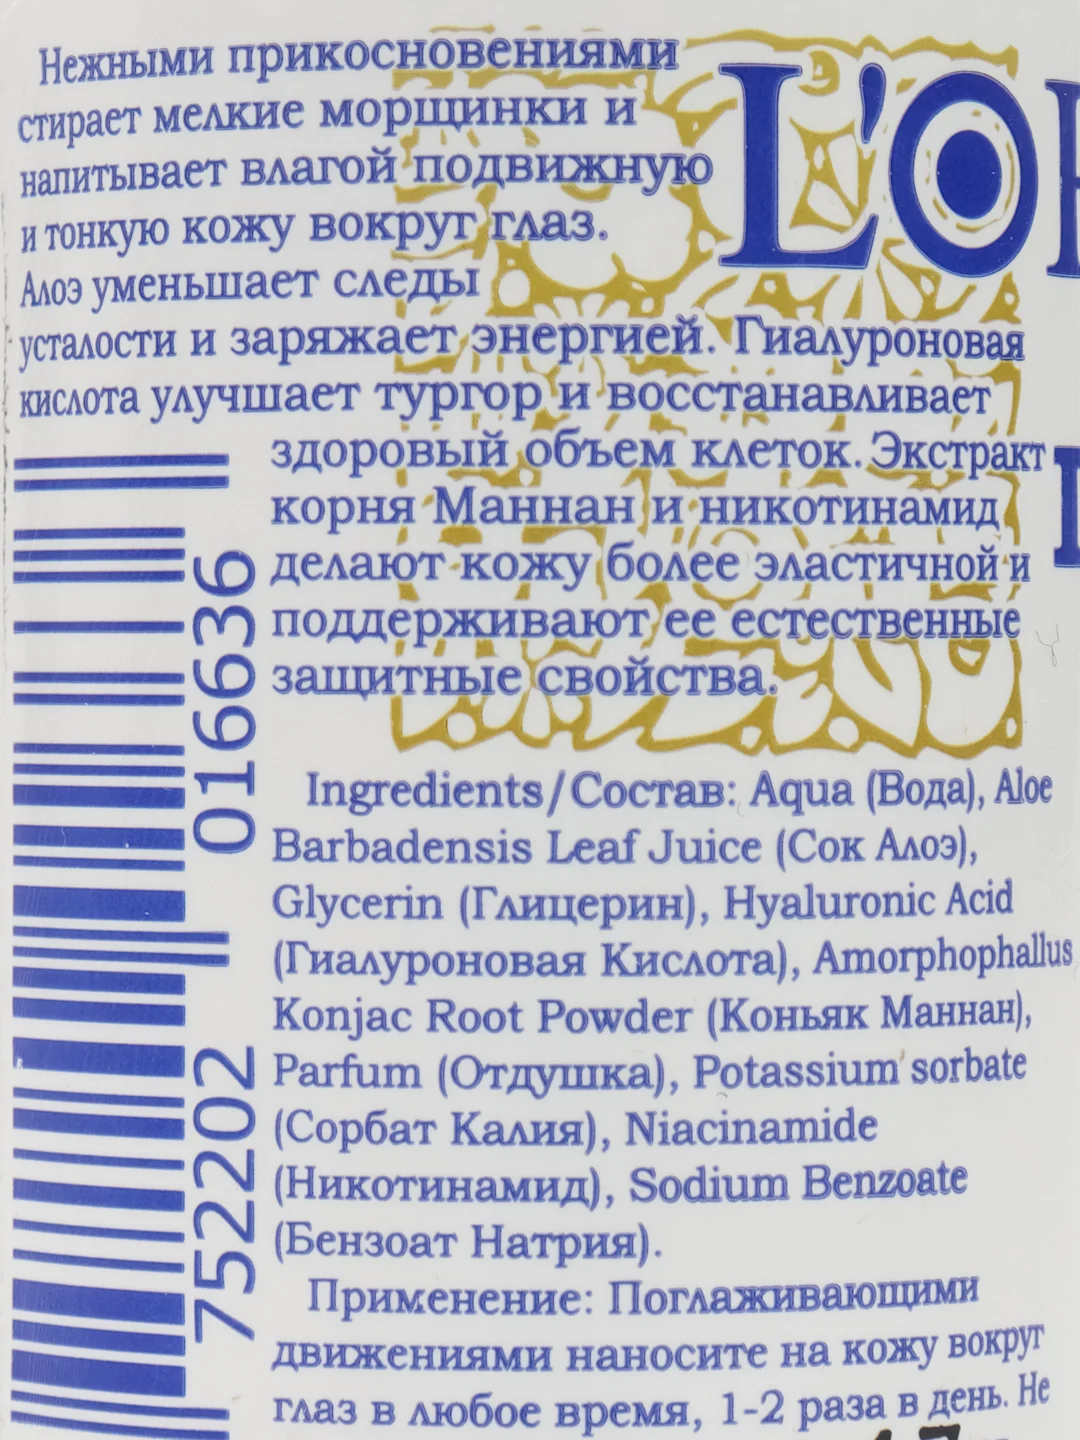 Нежными прикосновениями
стирает мелкие морщинки и
напитывает влагой подвижную
и тонкую кожу вокруг глаз.
Алоэ уменьшает следы
усталости и заряжает энергией. Гиалуроновая
кислота улучшает тургор и восстанавливает
здоровый объем клеток. Экстракт
корня Маннан и никотинамид
делают кожу более эластичной и
поддерживают ее естественные
защитные свойства.
Ingredients/Состав: Aqua (Вода), Aloe
Barbadensis Leaf Juice (Сок Алоэ),
Glycerin (Глицерин), Hyaluronic Acid
(Гиалуроновая Кислота), Amorphophallus
Konjac Root Powder (Коньяк Маннан),
Parfum (Отдушка), Potassium sorbate
(Сорбат Калия), Niacinamide
(Никотинамид), Sodium Benzoate
(Бензоат Натрия).
Применение: Поглаживающими
движениями наносите на кожу вокруг
глаз в любое время, 1-2 раза в день. Не
752202 016636
L'O